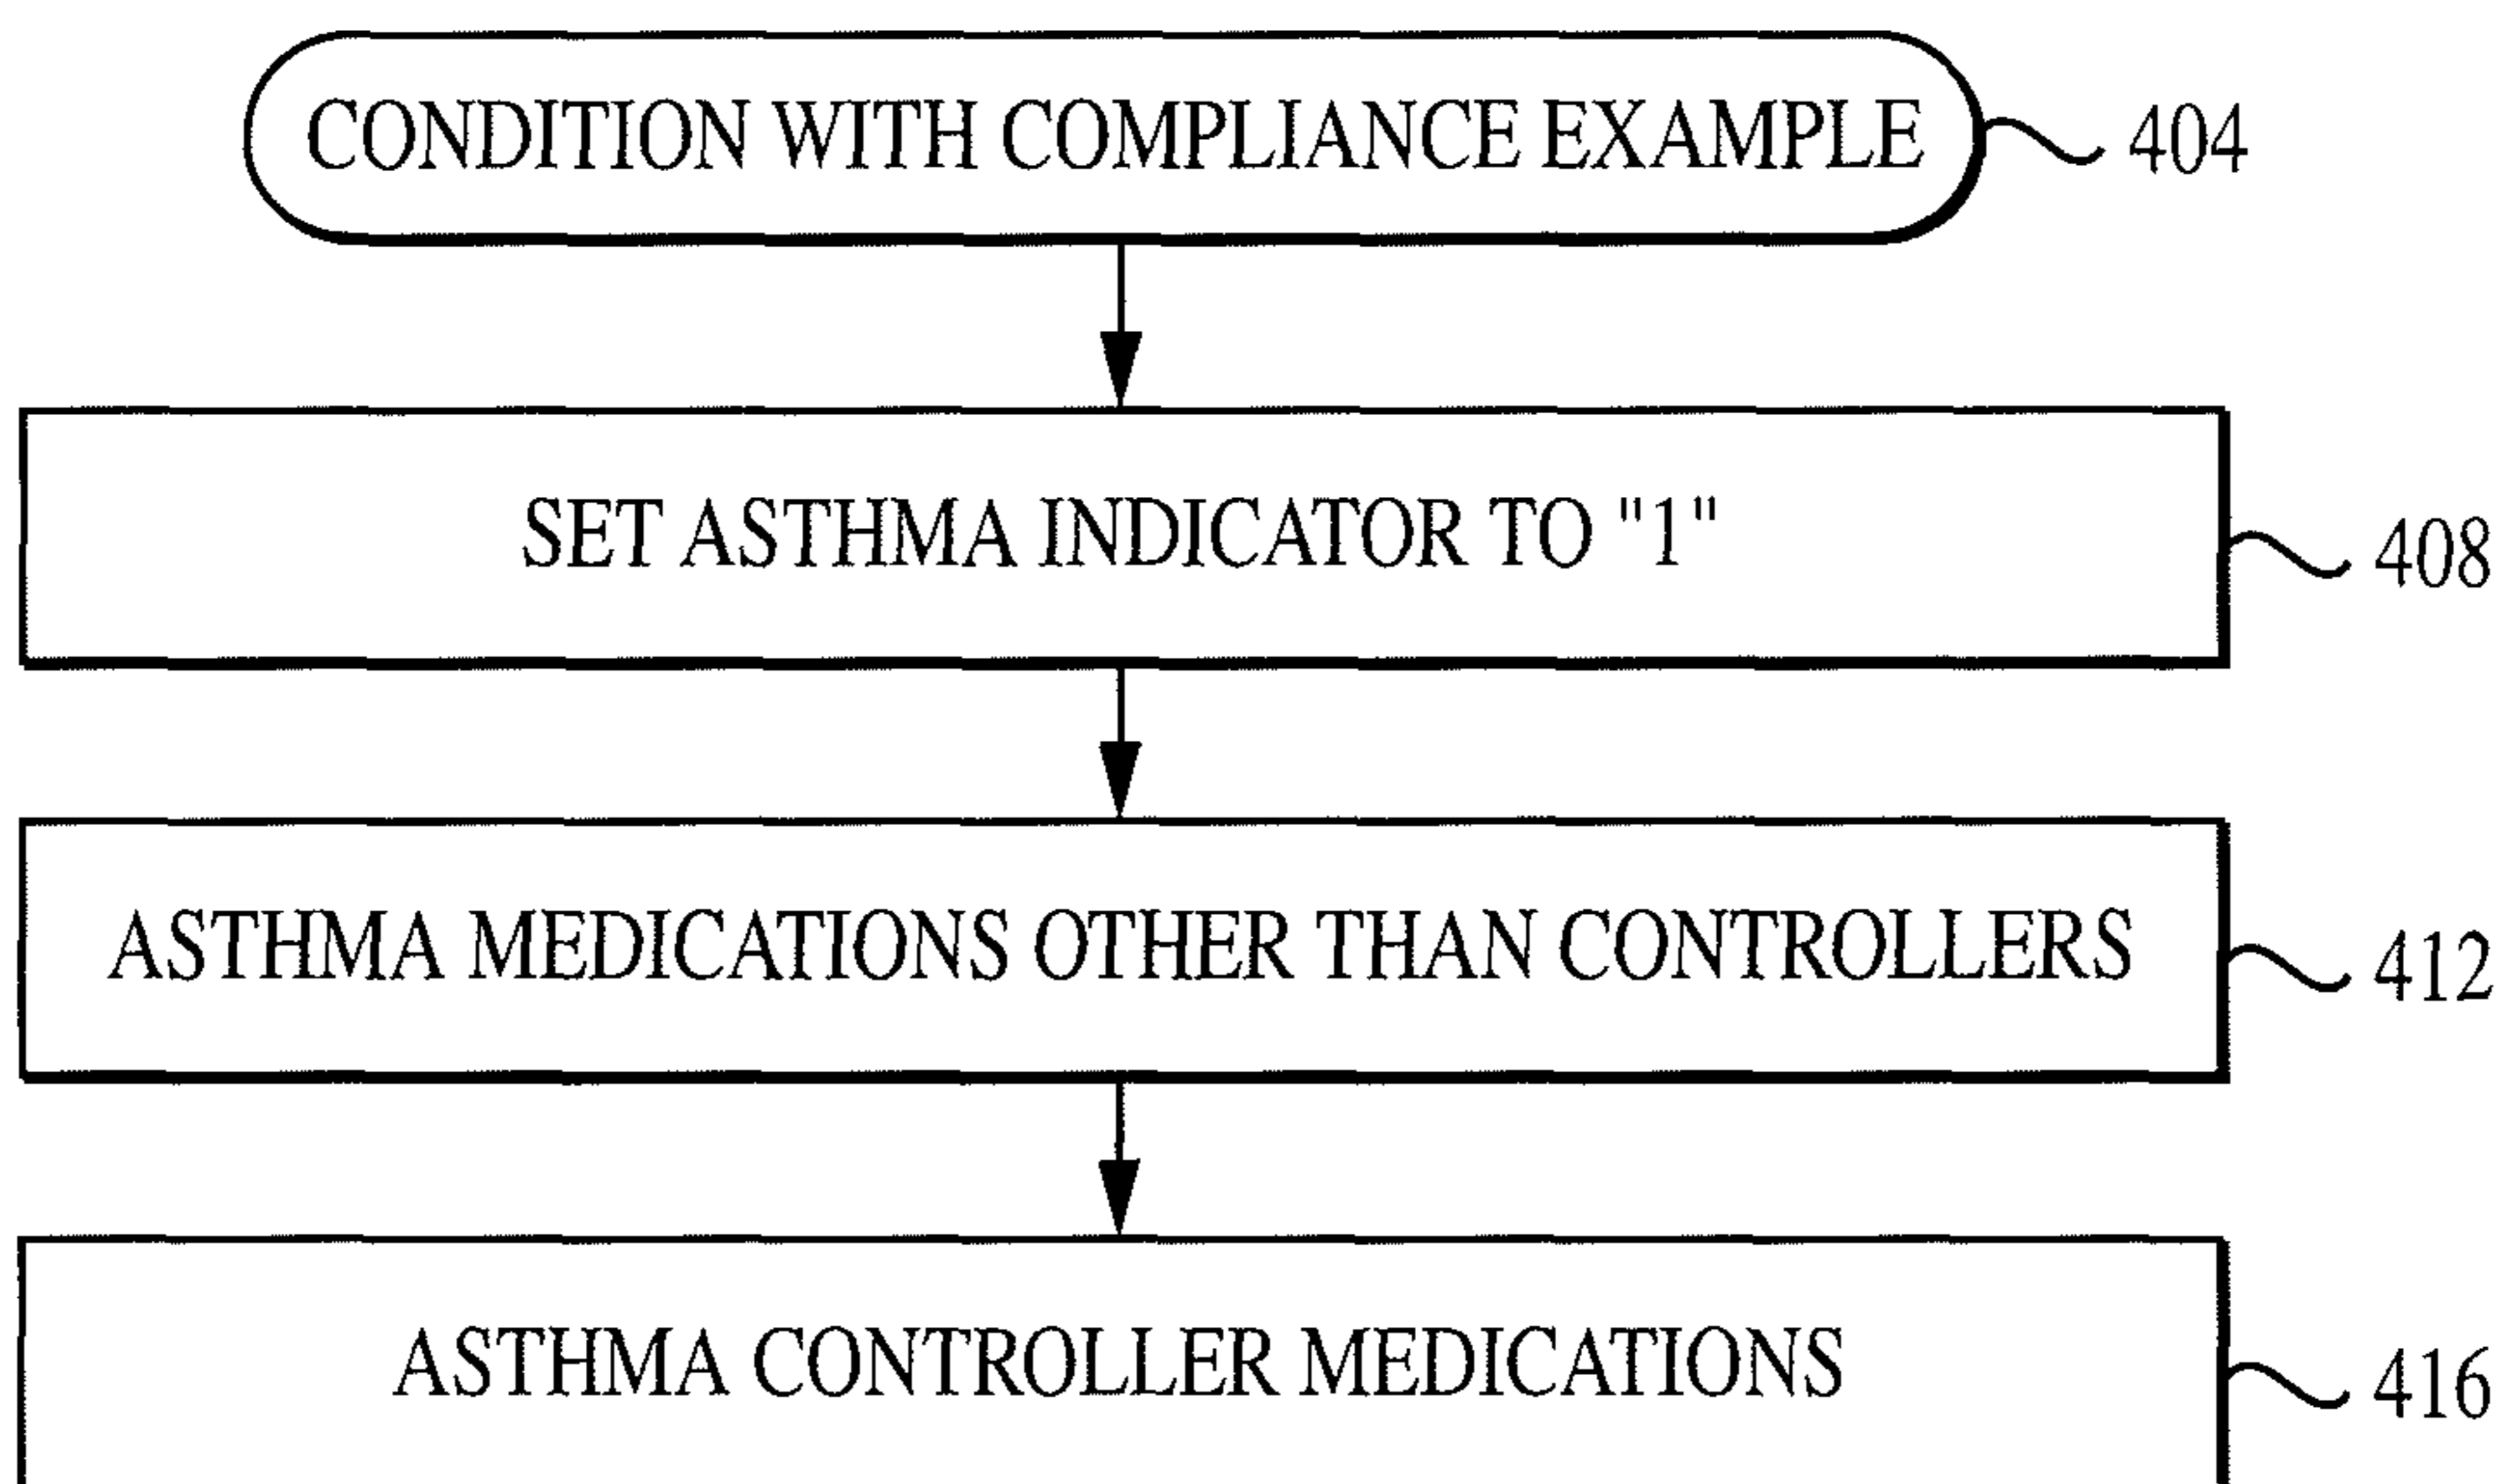 CONDITION WITH COMPLIANCE EXAMPLE
404
SET ASTHMA INDICATOR TO "1"
408
ASTHMA MEDICATIONS OTHER THAN CONTROLLERS
412
ASTHMA CONTROLLER MEDICATIONS
416